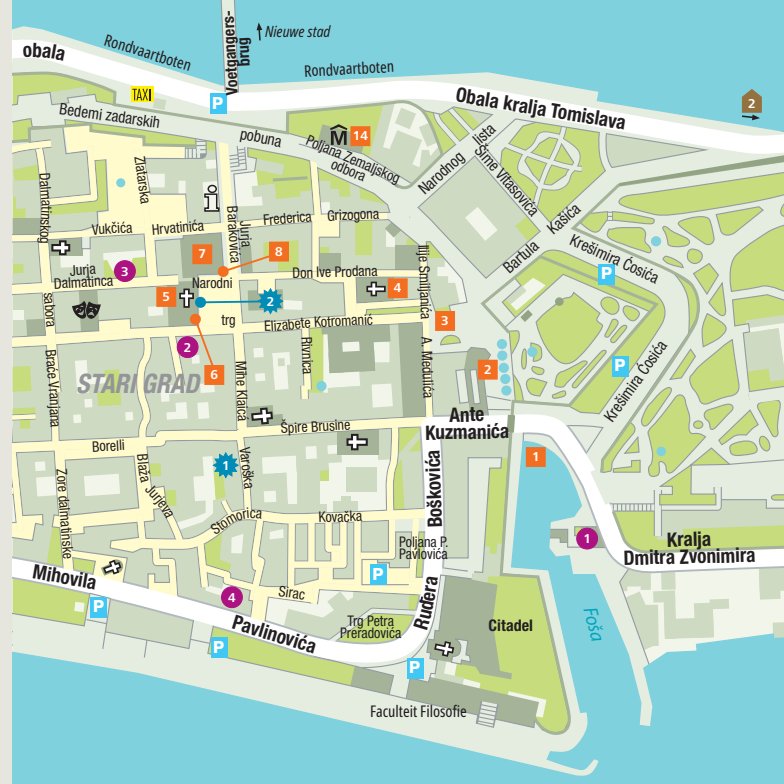 Nieuwe stad
Voetgangers-
brug
Rondvaartboten
obala
Rondvaartboten
TAXI
P
Obala kralja Tomislava
2
Bedemi zadarskih
pobuna
14
Poljana Zemaljskog
odbora
Narodnog
lista
Šime Vitasovića
Zlatarska
Dalmatinskog
sabora
Vukčića
Hrvatinića
Jurja
Barakovića
Frederica
Grizogona
Kašića
Bartula
Krešimira Ćosića
P
7
8
3
Jurja
Dalmatinca
Narodni
trg
Don Ive Prodana
5
4
2
Ilije Smiljanića
3
Elizabete Kotromanić
2
6
STARI GRAD
Braće Vranjana
Mihe Klaića
Rivnica
A. Medulića
2
P
Krešimira Ćosića
Ante
Kuzmanića
Špire Brusine
Borelli
1
1
Varoška
Blaža
Jurjeva
Zore dalmatinske
Stomorica
Kovačka
Ruđera
Boškovića
Poljana P.
Pavlovića
1
Kralja
Dmitra Zvonimira
Mihovila
Pavlinovića
P
P
4
Sirac
Trg Petra
Preradovića
Citadel
Foša
P
P
Faculteit Filosofie